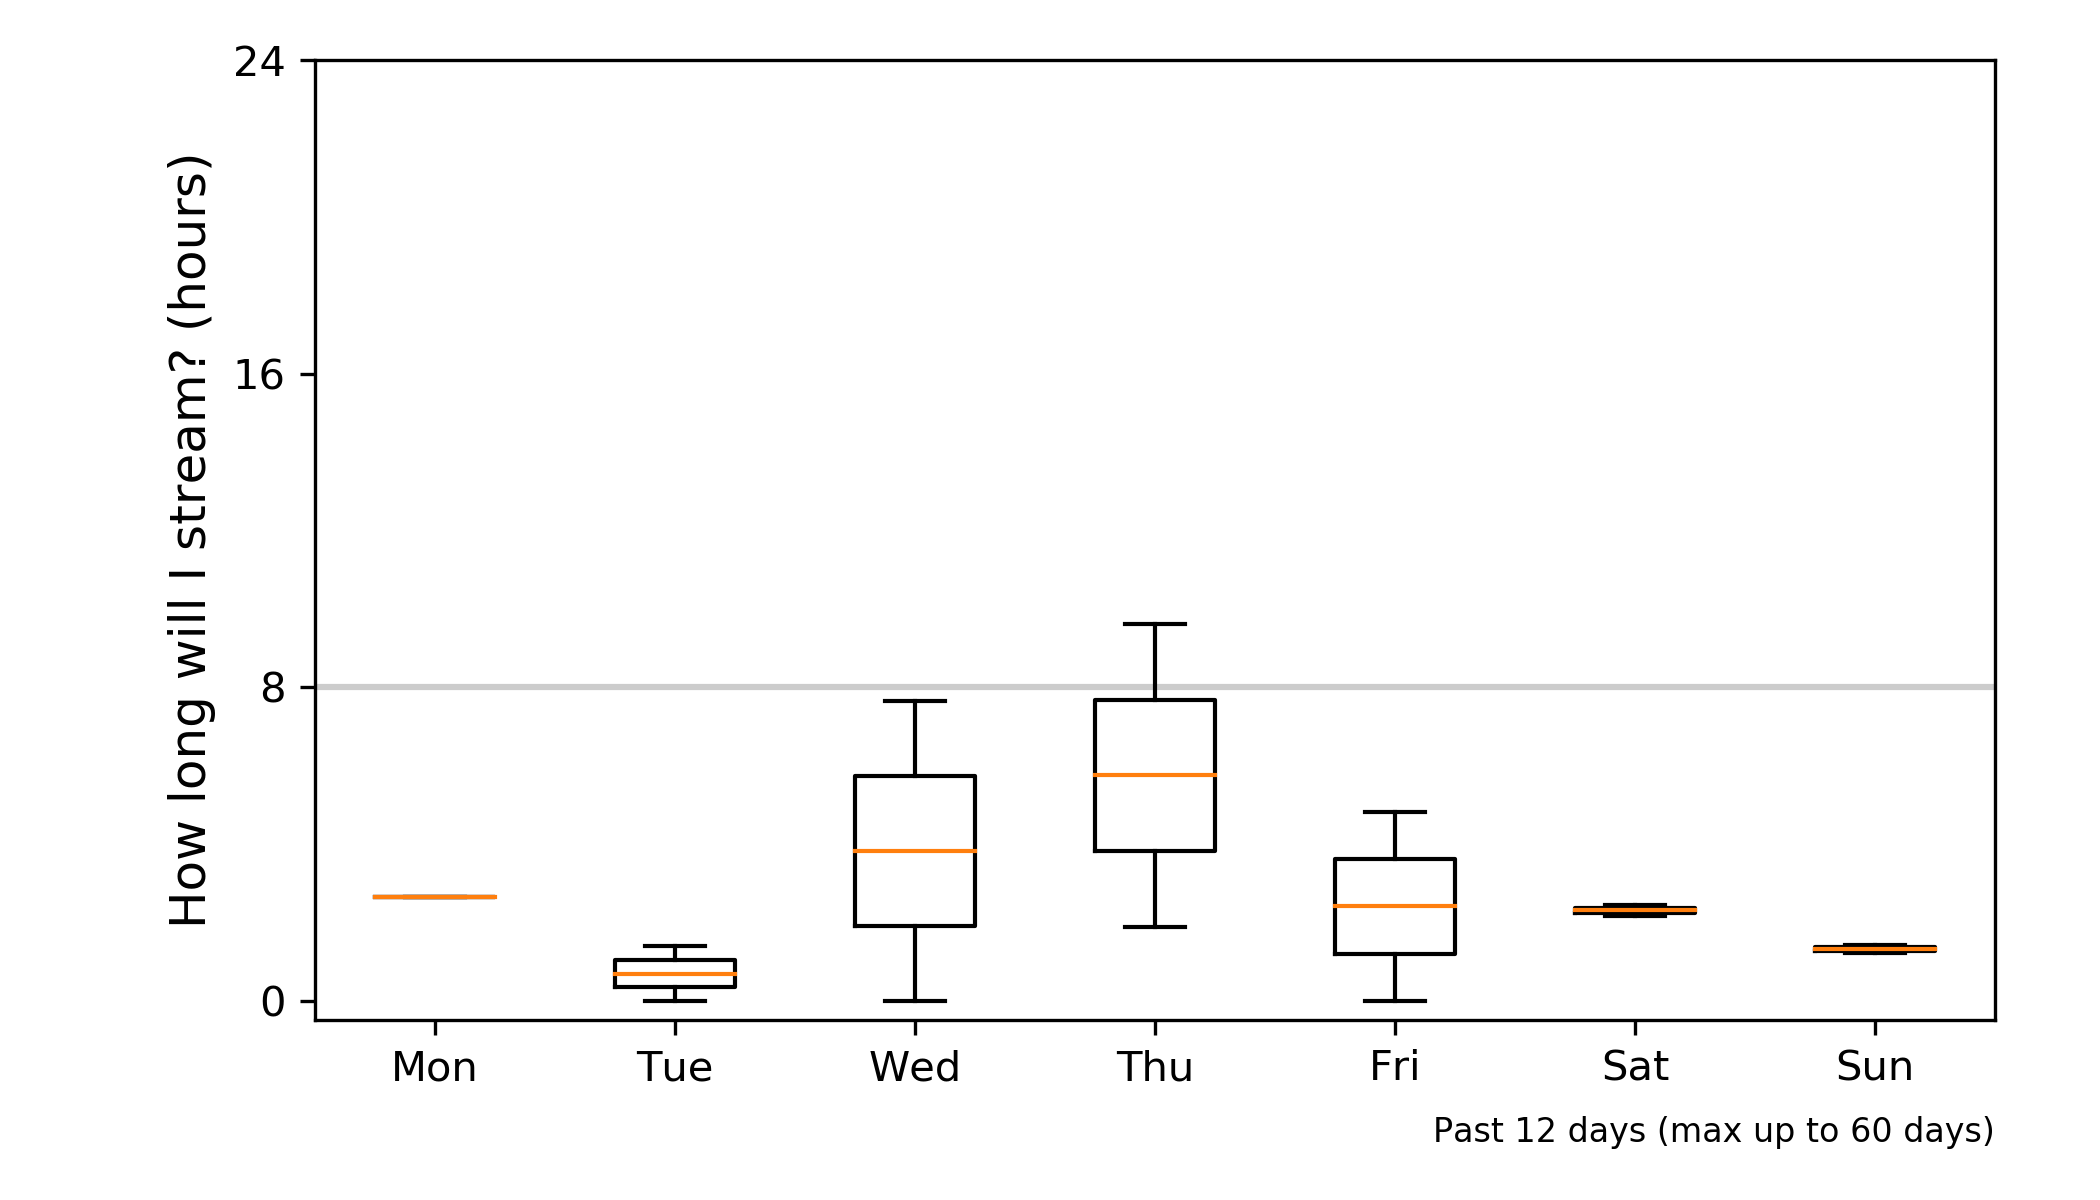 How long will I stream? (hours)
24
16
8
0
Mon Tue Wed Thu Fri Sat Sun
Past 12 days (max up to 60 days)